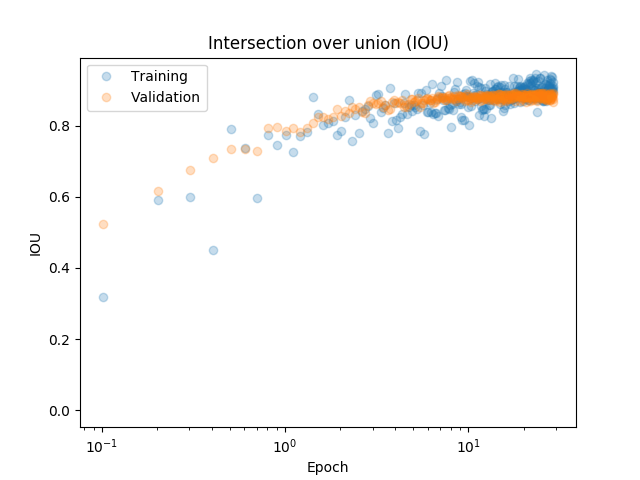 Intersection over union (IOU)
Training
Validation
IOU
0.8
0.6
0.4
0.2
0.0
10⁻¹ 10⁰ 10¹
Epoch